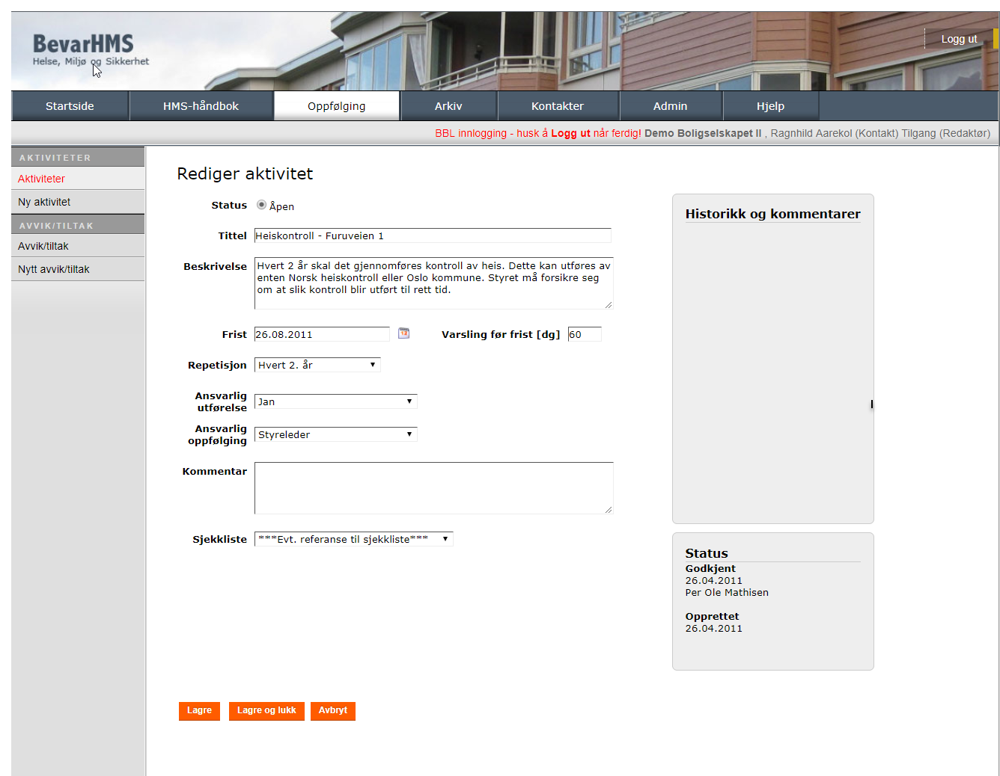 BevarHMS
Helse, Miljø og Sikkerhet
Logg ut
Startside HMS-håndbok Oppfølging Arkiv Kontakter Admin Hjelp
BBL innlogging - husk å Logg ut når ferdig! Demo Boligselskapet II , Ragnhild Aarekol (Kontakt) Tilgang (Redaktør)
AKTIVITETER
Aktiviteter
Ny aktivitet
AVVIK/TILTAK
Avvik/tiltak
Nytt avvik/tiltak
Rediger aktivitet
Status Åpen
Tittel Heiskontroll - Furuveien 1
Beskrivelse Hvert 2 år skal det gjennomføres kontroll av heis. Dette kan utføres av
enten Norsk heiskontroll eller Oslo kommune. Styret må forsikre seg
om at slik kontroll blir utført til rett tid.
Frist 26.08.2011 12 Varsling før frist [dg] 60
Repetisjon Hvert 2. år
Ansvarlig
utførelse Jan
Ansvarlig
oppfølging Styreleder
Kommentar
Sjekkliste ***Evt. referanse til sjekkliste***
Lagre Lagre og lukk Avbryt
Historikk og kommentarer
Status
Godkjent
26.04.2011
Per Ole Mathisen
Opprettet
26.04.2011